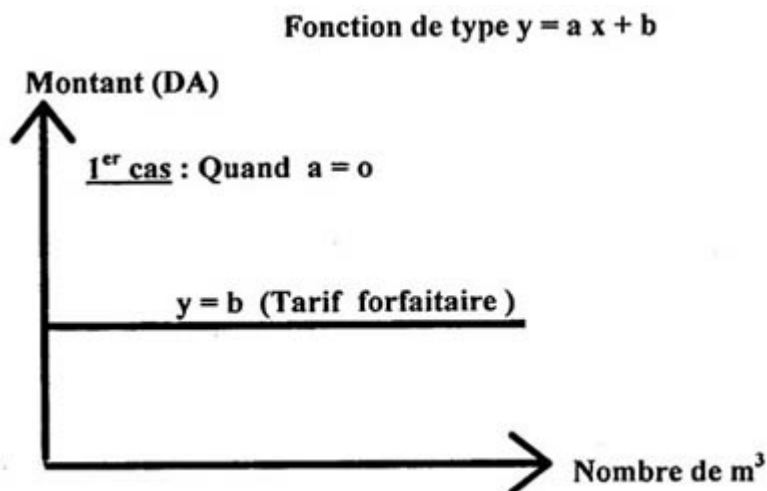 Fonction de type y = a x + b
Montant (DA)
1er cas : Quand a = o
y = b (Tarif forfaitaire )
Nombre de m³